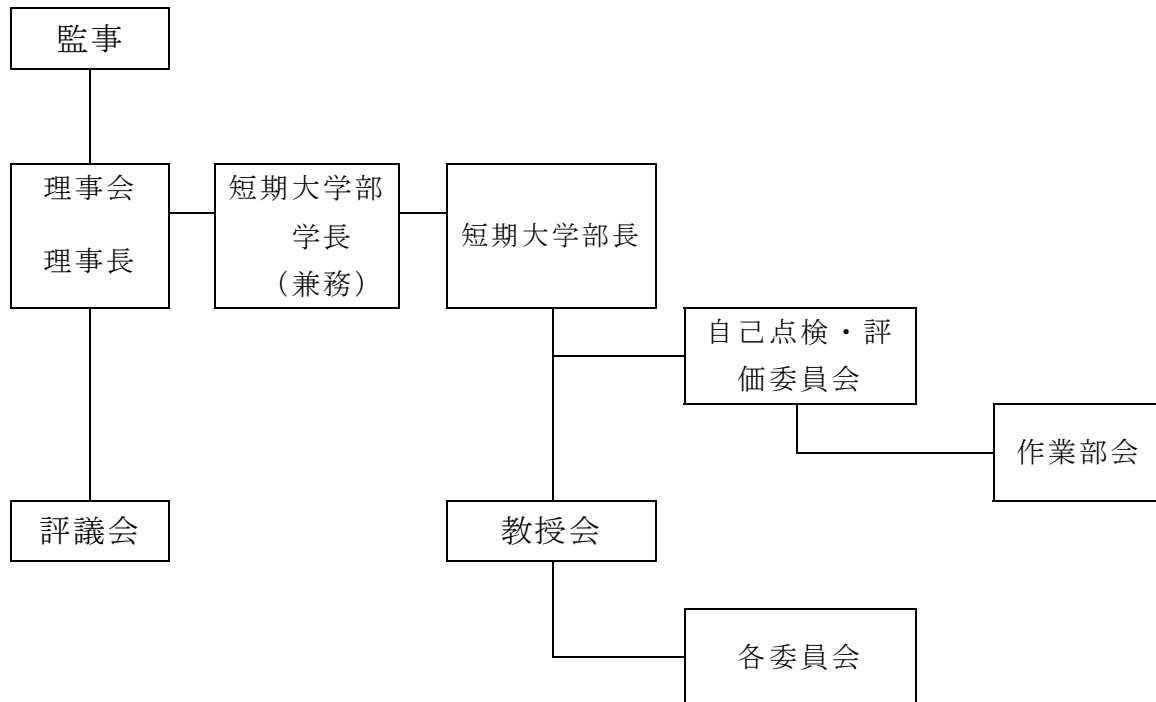 監事
理事会
理事長
短期大学部
学長
（兼務）
短期大学部長
自己点検・評
価委員会
作業部会
評議会
教授会
各委員会